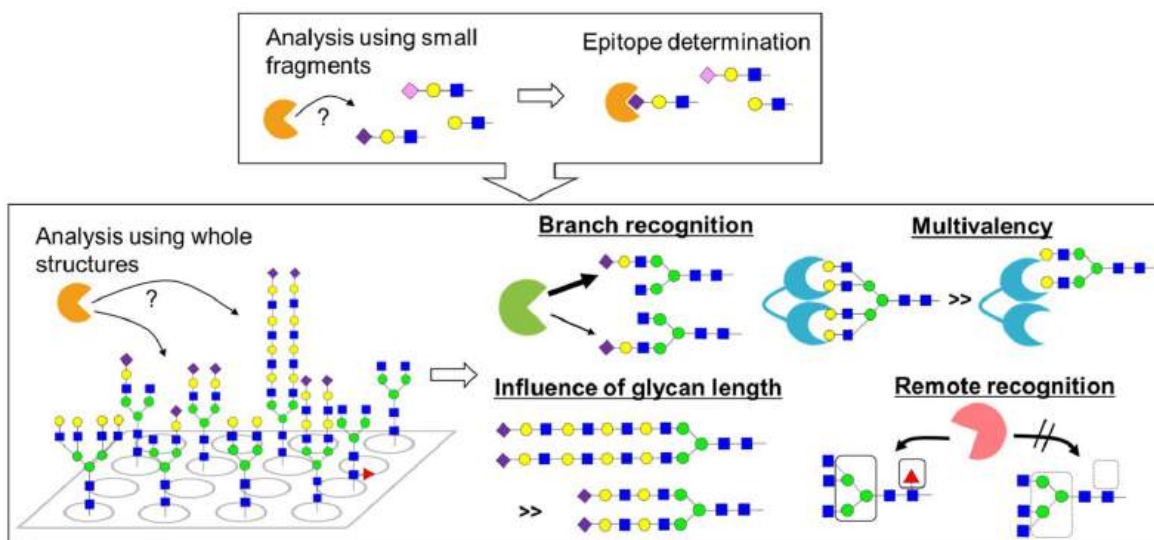 Analysis using small
fragments
?
Epitope determination
Analysis using whole
structures
?
Branch recognition
Multivalency
>>
Influence of glycan length
>>
Remote recognition